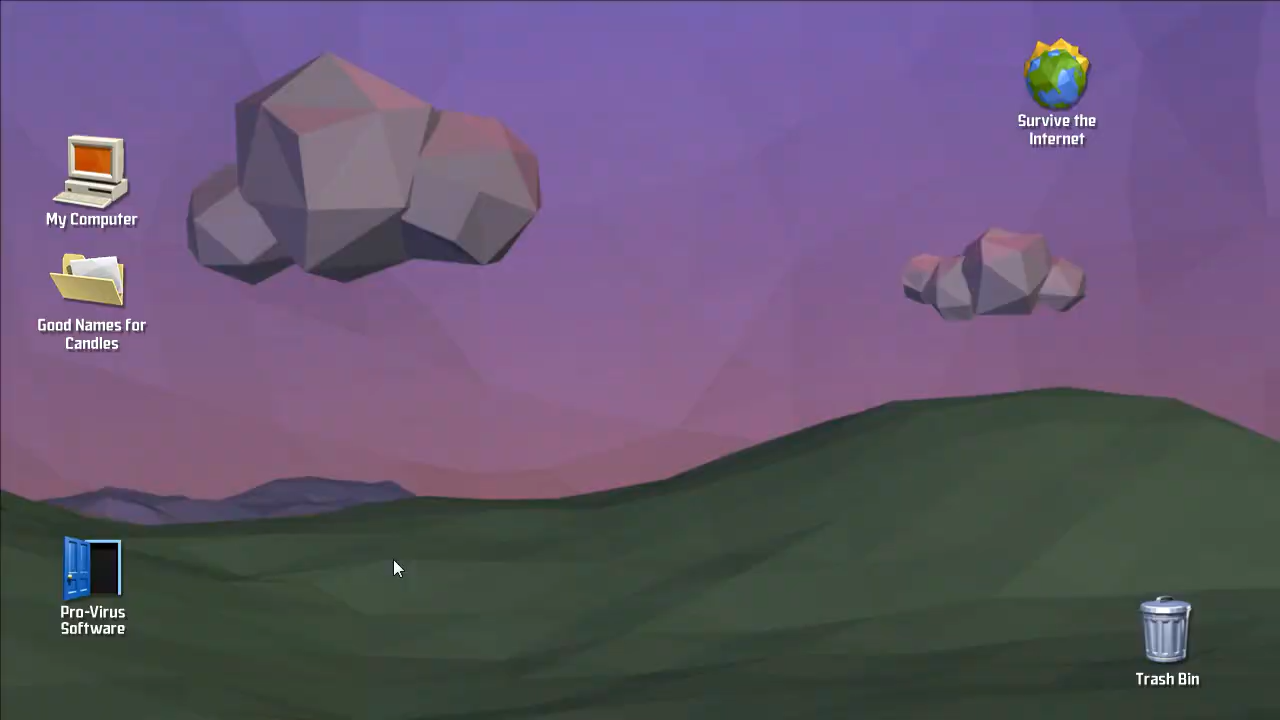 Survive the
Internet
My Computer
Good Names for
Candles
Pro-Virus
Software
Trash Bin